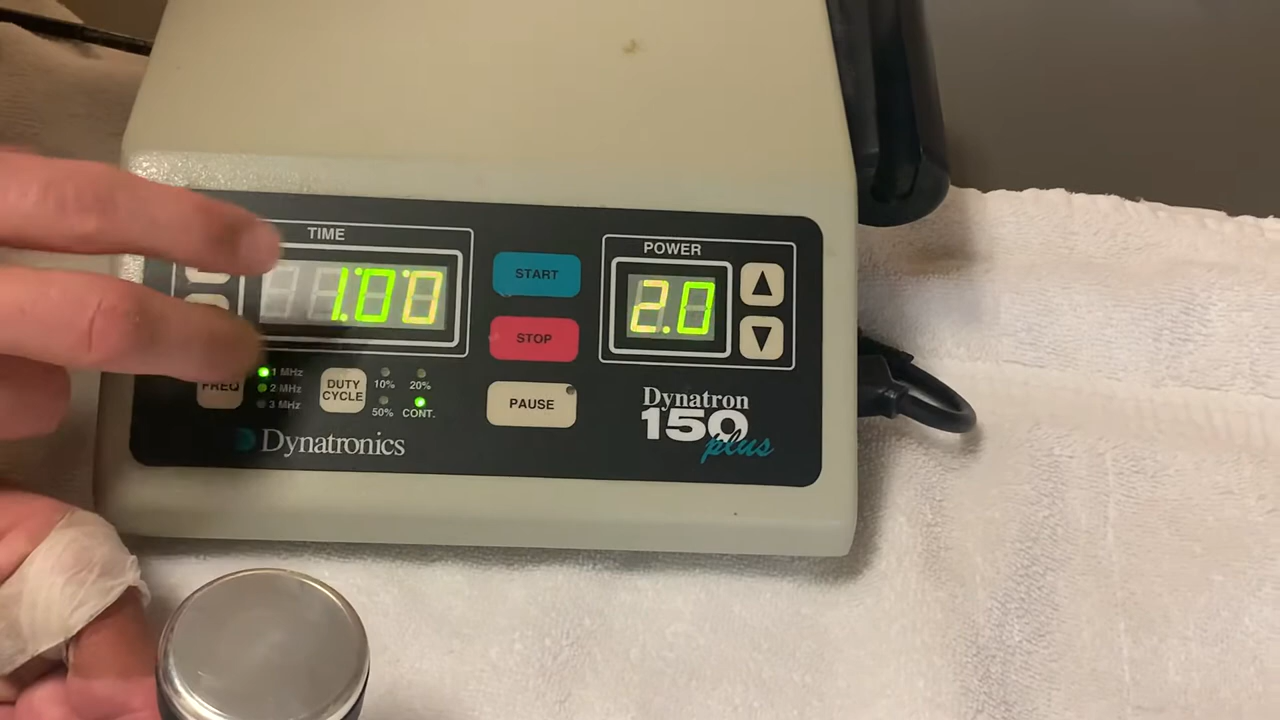 TIME
1:00
START
STOP
PAUSE
POWER
2.0
▲
▼
FREQ
1 MHz
2 MHz
3 MHz
DUTY
CYCLE
10%
20%
50%
CONT.
Dynatronics
Dynatron
150
plus